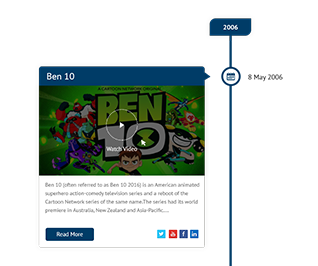 2006
Ben 10
8 May 2006
A CARTOON NETWORK ORIGINAL
BEN
10
Watch Video
Ben 10 (often referred to as Ben 10 2016) is an American animated
superhero action-comedy television series and a reboot of the
Cartoon Network series of the same name.The series had its world
premiere in Australia, New Zealand and Asia-Pacific....
Read More